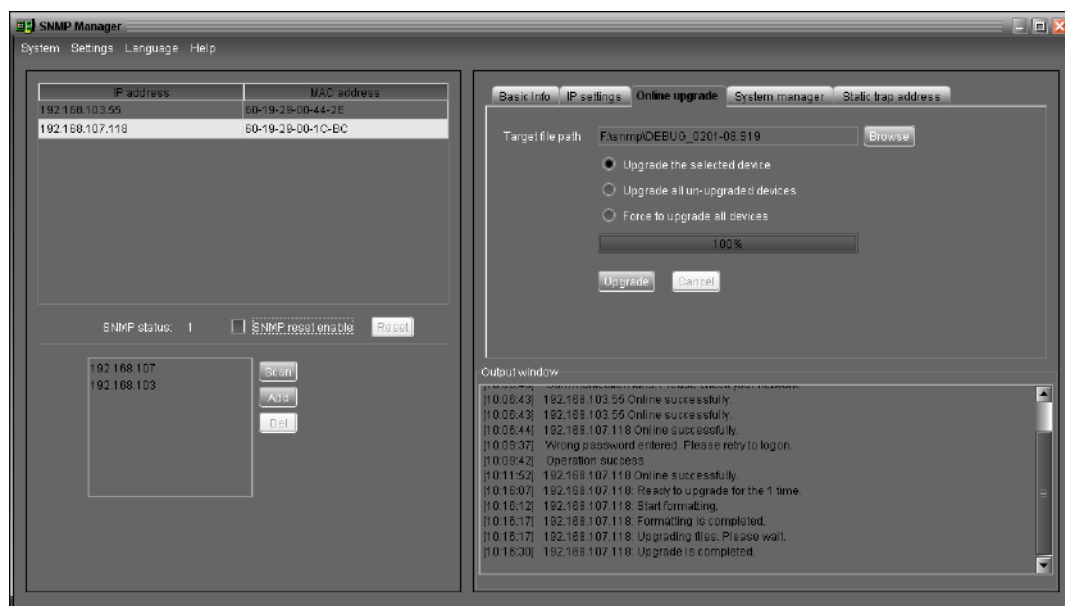 SNMP Manager
System Settings Language Help
IP address MAC address
192.168.103.55 60-19-29-00-44-2E
192.168.107.118 60-19-29-00-1C-BC
SNMP status: 1 SNMP reset enable Reset
192.168.107
192.168.103
Scan
Add
Del
Basic Info IP settings Online upgrade System manager Static trap address
Target file path F:\snmp\DEBUG_0201-08.S19 Browse
Upgrade the selected device
Upgrade all un-upgraded devices
Force to upgrade all devices
100%
Upgrade Cancel
Output window
Please check your network.
[10:06:43] 192.168.103.55 Online successfully.
[10:06:43] 192.168.103.55 Online successfully.
[10:06:44] 192.168.107.118 Online successfully.
[10:09:37] Wrong password entered. Please retry to logon.
[10:09:42] Operation success
[10:11:52] 192.168.107.118 Online successfully.
[10:16:07] 192.168.107.118: Ready to upgrade for the 1 time.
[10:16:12] 192.168.107.118: Start formatting.
[10:16:17] 192.168.107.118: Formatting is completed.
[10:16:17] 192.168.107.118: Upgrading files. Please wait.
[10:16:30] 192.168.107.118: Upgrade is completed.